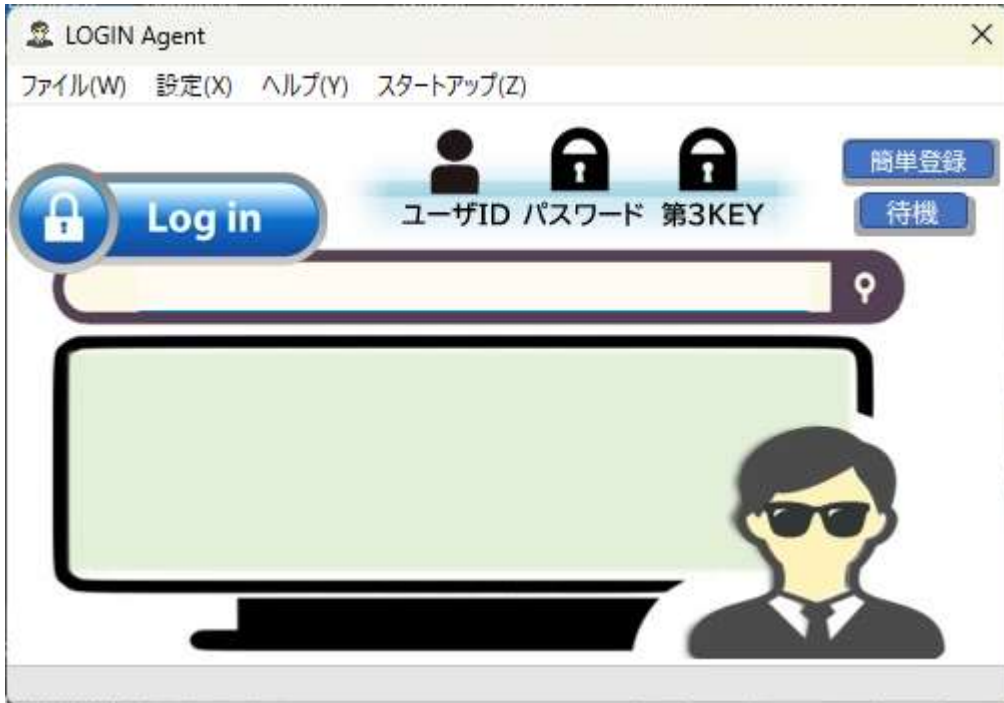 LOGIN Agent
ファイル(W) 設定(X) ヘルプ(Y) スタートアップ(Z)
Log in
ユーザID パスワード 第3KEY
簡単登録
待機